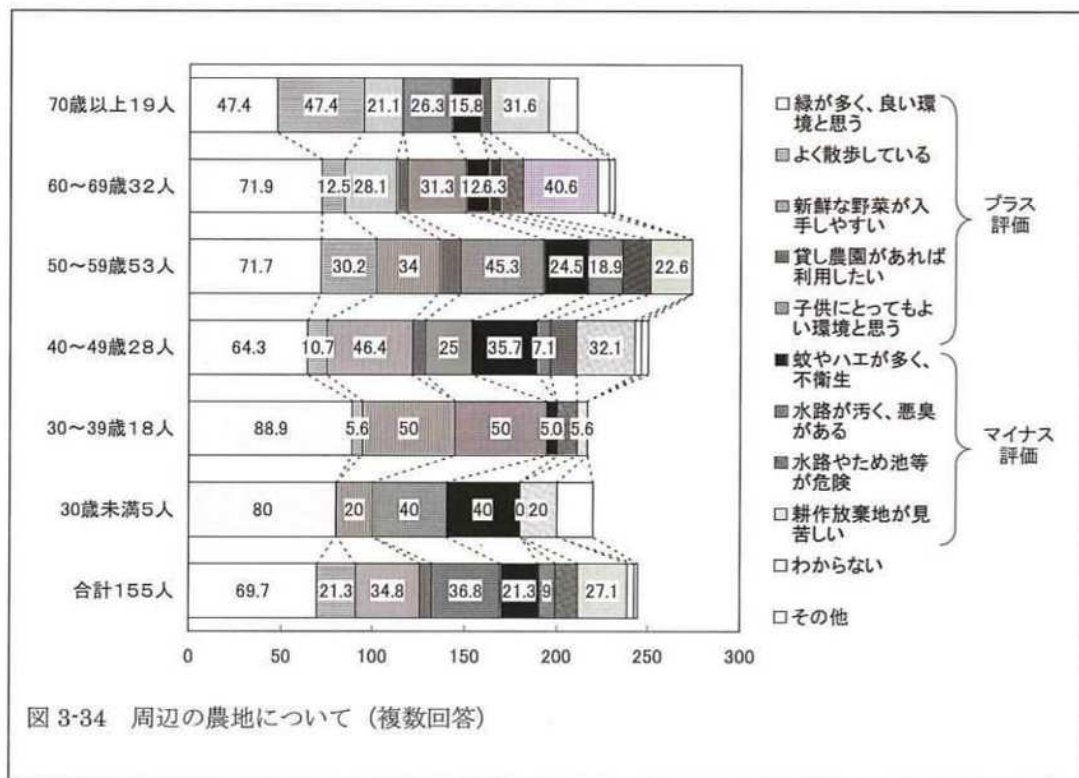 70歳以上19人
47.4
47.4
21.1
26.3
15.8
31.6
60～69歳32人
71.9
12.5
28.1
31.3
12.6.3
40.6
50～59歳53人
71.7
30.2
34
45.3
24.5
18.9
22.6
40～49歳28人
64.3
10.7
46.4
25
35.7
7.1
32.1
30～39歳18人
88.9
5.6
50
50
5.0
5.6
30歳未満5人
80
20
40
40
0
20
合計155人
69.7
21.3
34.8
36.8
21.3
9
27.1
0 50 100 150 200 250 300
緑が多く、良い環
境と思う
よく散歩している
新鮮な野菜が入
手しやすい
貸し農園があれば
利用したい
子供にとってもよ
い環境と思う
プラス
評価
蚊やハエが多く、
不衛生
水路が汚く、悪臭
がある
水路やため池等
が危険
耕作放棄地が見
苦しい
マイナス
評価
わからない
その他
図 3-34 周辺の農地について（複数回答）